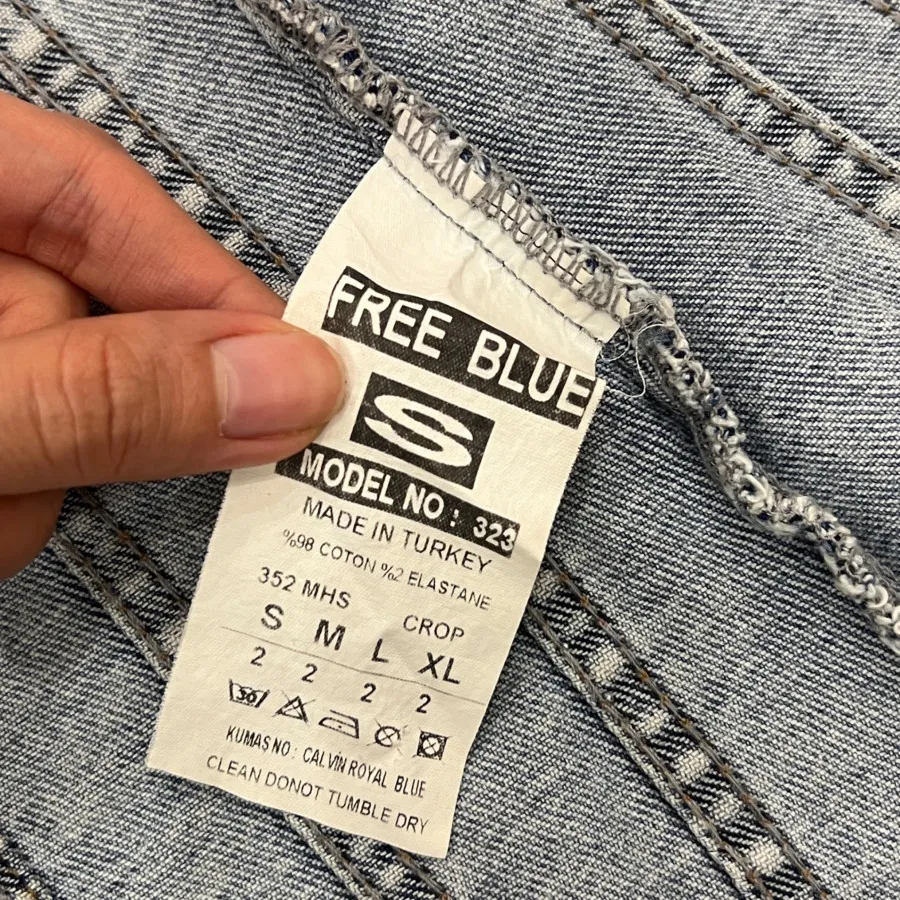 FREE BLUE
S
MODEL NO : 323
MADE IN TURKEY
%98 COTON %2 ELASTANE
352 MHS
CROP
S M L XL
2 2 2 2
30
KUMAS NO : CALVİN ROYAL BLUE
CLEAN DONOT TUMBLE DRY